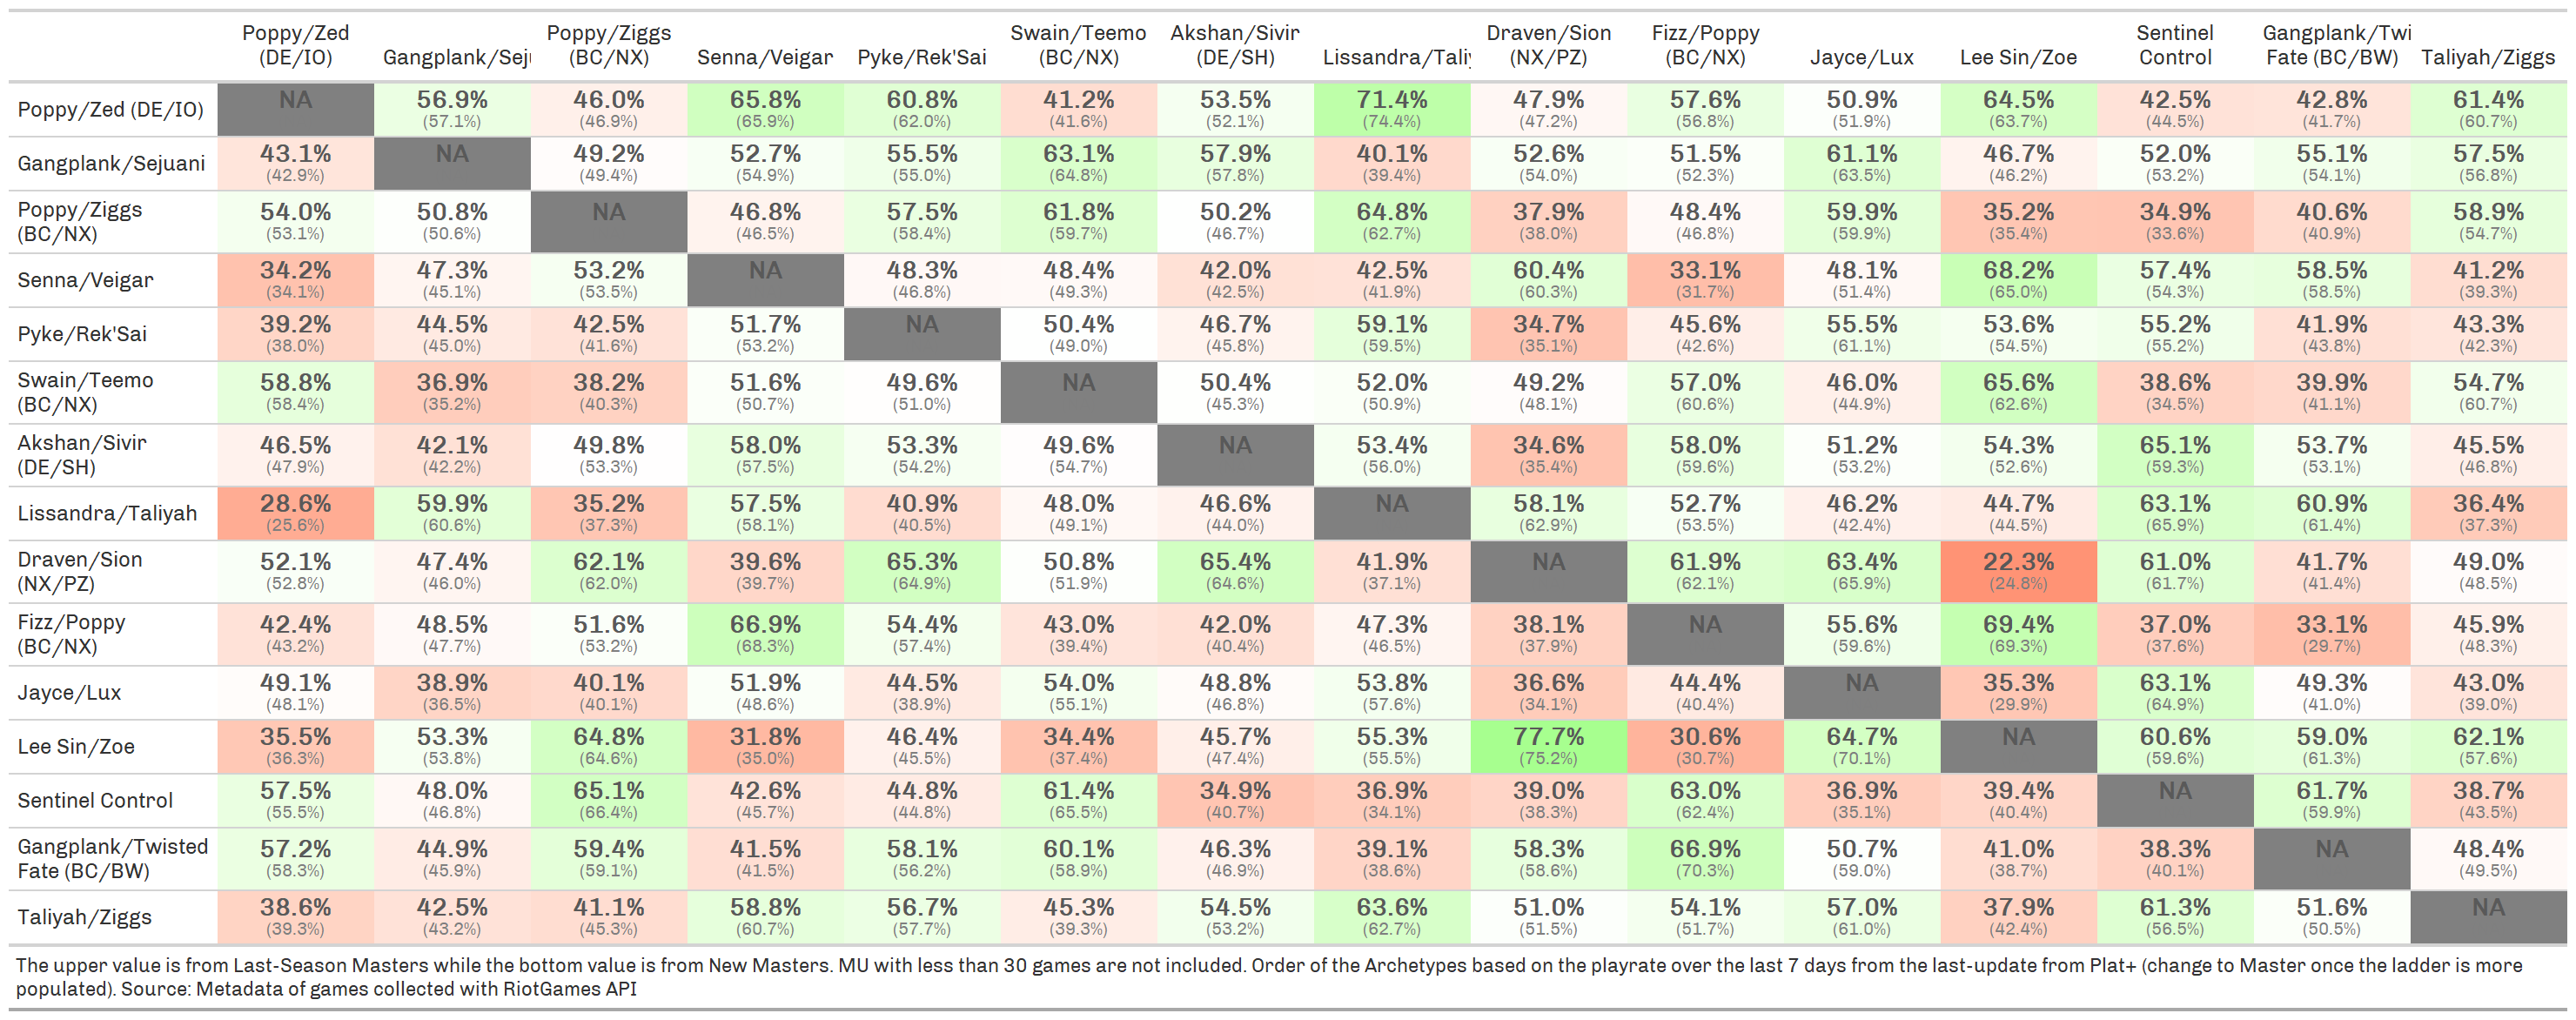 Poppy/Zed (DE/IO) Gangplank/Sej Poppy/Ziggs (BC/NX) Senna/Veigar Pyke/Rek'Sai Swain/Teemo (BC/NX) Akshan/Sivir (DE/SH) Lissandra/Tali Draven/Sion (NX/PZ) Fizz/Poppy (BC/NX) Jayce/Lux Lee Sin/Zoe Sentinel Control Gangplank/Twi Fate (BC/BW) Taliyah/Ziggs
Poppy/Zed (DE/IO) NA 56.9% 46.0% 65.8% 60.8% 41.2% 53.5% 71.4% 47.9% 57.6% 50.9% 64.5% 42.5% 42.8% 61.4%
(57.1%) (46.9%) (65.9%) (62.0%) (41.6%) (52.1%) (74.4%) (47.2%) (56.8%) (51.9%) (63.7%) (44.5%) (41.7%) (60.7%)
Gangplank/Sejuani 43.1% NA 49.2% 52.7% 55.5% 63.1% 57.9% 40.1% 52.6% 51.5% 61.1% 46.7% 52.0% 55.1% 57.5%
(42.9%) (49.4%) (54.9%) (55.0%) (64.8%) (57.8%) (39.4%) (54.0%) (52.3%) (63.5%) (46.2%) (53.2%) (54.1%) (56.8%)
Poppy/Ziggs 54.0% 50.8% NA 46.8% 57.5% 61.8% 50.2% 64.8% 37.9% 48.4% 59.9% 35.2% 34.9% 40.6% 58.9%
(BC/NX) (53.1%) (50.6%) (46.5%) (58.4%) (59.7%) (46.7%) (62.7%) (38.0%) (46.8%) (59.9%) (35.4%) (33.6%) (40.9%) (54.7%)
Senna/Veigar 34.2% 47.3% 53.2% NA 48.3% 48.4% 42.0% 42.5% 60.4% 33.1% 48.1% 68.2% 57.4% 58.5% 41.2%
(34.1%) (45.1%) (53.5%) (46.8%) (49.3%) (42.5%) (41.9%) (60.3%) (31.7%) (51.4%) (65.0%) (54.3%) (58.5%) (39.3%)
Pyke/Rek'Sai 39.2% 44.5% 42.5% 51.7% NA 50.4% 46.7% 59.1% 34.7% 45.6% 55.5% 53.6% 55.2% 41.9% 43.3%
(38.0%) (45.0%) (41.6%) (53.2%) (49.0%) (45.8%) (59.5%) (35.1%) (42.6%) (61.1%) (54.5%) (55.2%) (43.8%) (42.3%)
Swain/Teemo 58.8% 36.9% 38.2% 51.6% 49.6% NA 50.4% 52.0% 49.2% 57.0% 46.0% 65.6% 38.6% 39.9% 54.7%
(BC/NX) (58.4%) (35.2%) (40.3%) (50.7%) (51.0%) (45.3%) (50.9%) (48.1%) (60.6%) (44.9%) (62.6%) (34.5%) (41.1%) (60.7%)
Akshan/Sivir 46.5% 42.1% 49.8% 58.0% 53.3% 49.6% NA 53.4% 34.6% 58.0% 51.2% 54.3% 65.1% 53.7% 45.5%
(DE/SH) (47.9%) (42.2%) (53.3%) (57.5%) (54.2%) (54.7%) (56.0%) (35.4%) (59.6%) (53.2%) (52.6%) (59.3%) (53.1%) (46.8%)
Lissandra/Taliyah 28.6% 59.9% 35.2% 57.5% 40.9% 48.0% 46.6% NA 58.1% 52.7% 46.2% 44.7% 63.1% 60.9% 36.4%
(25.6%) (60.6%) (37.3%) (58.1%) (40.5%) (49.1%) (44.0%) (62.9%) (53.5%) (42.4%) (44.5%) (65.9%) (61.4%) (37.3%)
Draven/Sion 52.1% 47.4% 62.1% 39.6% 65.3% 50.8% 65.4% 41.9% NA 61.9% 63.4% 22.3% 61.0% 41.7% 49.0%
(NX/PZ) (52.8%) (46.0%) (62.0%) (39.7%) (64.9%) (51.9%) (64.6%) (37.1%) (62.1%) (65.9%) (24.8%) (61.7%) (41.4%) (48.5%)
Fizz/Poppy 42.4% 48.5% 51.6% 66.9% 54.4% 43.0% 42.0% 47.3% 38.1% NA 55.6% 69.4% 37.0% 33.1% 45.9%
(BC/NX) (43.2%) (47.7%) (53.2%) (68.3%) (57.4%) (39.4%) (40.4%) (46.5%) (37.9%) (59.6%) (69.3%) (37.6%) (29.7%) (48.3%)
Jayce/Lux 49.1% 38.9% 40.1% 51.9% 44.5% 54.0% 48.8% 53.8% 36.6% 44.4% NA 35.3% 63.1% 49.3% 43.0%
(48.1%) (36.5%) (40.1%) (48.6%) (38.9%) (55.1%) (46.8%) (57.6%) (34.1%) (40.4%) (29.9%) (64.9%) (41.0%) (39.0%)
Lee Sin/Zoe 35.5% 53.3% 64.8% 31.8% 46.4% 34.4% 45.7% 55.3% 77.7% 30.6% 64.7% NA 60.6% 59.0% 62.1%
(36.3%) (53.8%) (64.6%) (35.0%) (45.5%) (37.4%) (47.4%) (55.5%) (75.2%) (30.7%) (70.1%) (59.6%) (61.3%) (57.6%)
Sentinel Control 57.5% 48.0% 65.1% 42.6% 44.8% 61.4% 34.9% 36.9% 39.0% 63.0% 36.9% 39.4% NA 61.7% 38.7%
(55.5%) (46.8%) (66.4%) (45.7%) (44.8%) (65.5%) (40.7%) (34.1%) (38.3%) (62.4%) (35.1%) (40.4%) (59.9%) (43.5%)
Gangplank/Twisted 57.2% 44.9% 59.4% 41.5% 58.1% 60.1% 46.3% 39.1% 58.3% 66.9% 50.7% 41.0% 38.3% NA 48.4%
Fate (BC/BW) (58.3%) (45.9%) (59.1%) (41.5%) (56.2%) (58.9%) (46.9%) (38.6%) (58.6%) (70.3%) (59.0%) (38.7%) (40.1%) (49.5%)
Taliyah/Ziggs 38.6% 42.5% 41.1% 58.8% 56.7% 45.3% 54.5% 63.6% 51.0% 54.1% 57.0% 37.9% 61.3% 51.6% NA
(39.3%) (43.2%) (45.3%) (60.7%) (57.7%) (39.3%) (53.2%) (62.7%) (51.5%) (51.7%) (61.0%) (42.4%) (56.5%) (50.5%)
The upper value is from Last-Season Masters while the bottom value is from New Masters. MU with less than 30 games are not included. Order of the Archetypes based on the playrate over the last 7 days from the last-update from Plat+ (change to Master once the ladder is more
populated). Source: Metadata of games collected with RiotGames API